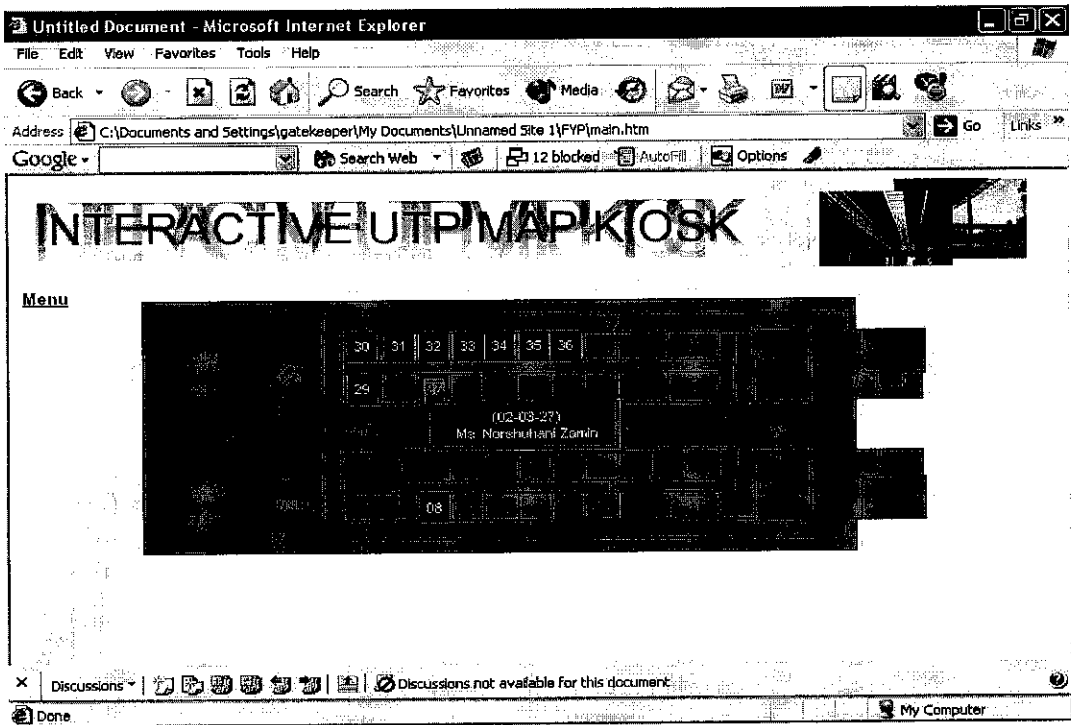 Untitled Document - Microsoft Internet Explorer
File Edit View Favorites Tools Help
Back Search Favorites Media
Address C:\Documents and Settings\gatekeeper\My Documents\Unnamed Site 1\FYP\main.htm Go Links »
Google Search Web 12 blocked AutoFill Options
INTERACTIVE UTP MAP KIOSK
Menu
30 31 32 33 34 35 36
29
(02-03-27)
Ms. Norshuhani Zamin
08
Discussions Discussions not available for this document
Done My Computer